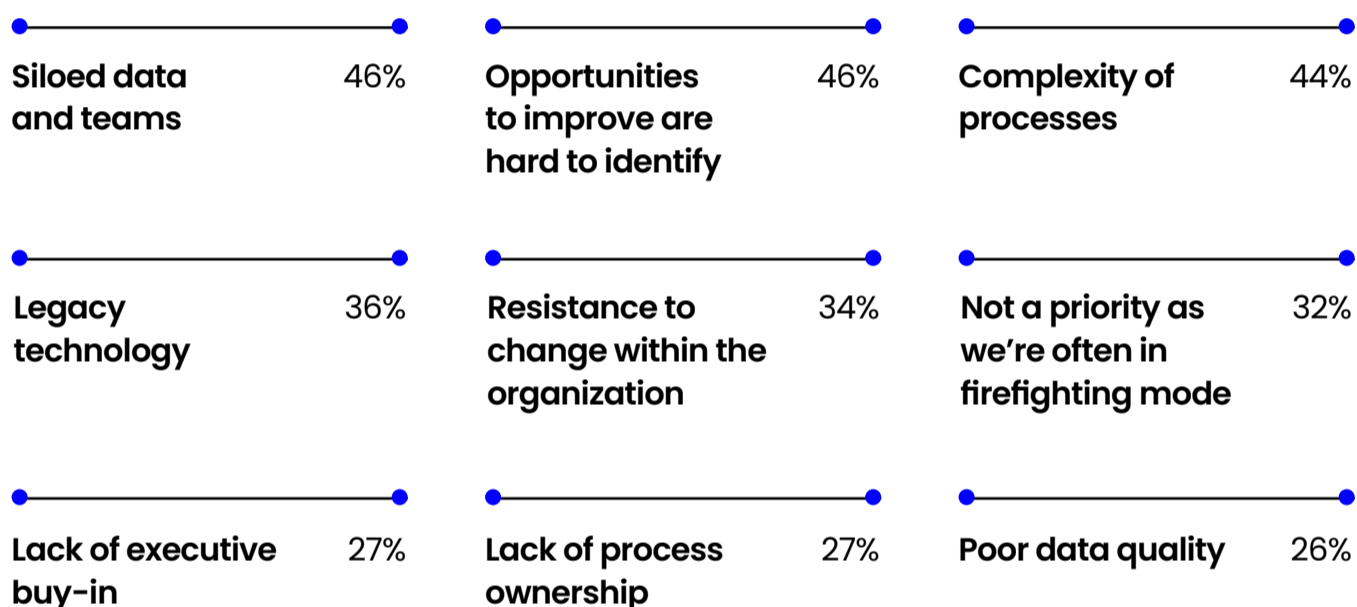 Siloed data
and teams
46%
Opportunities
to improve are
hard to identify
46%
Complexity of
processes
44%
Legacy
technology
36%
Resistance to
change within the
organization
34%
Not a priority as
we’re often in
firefighting mode
32%
Lack of executive
buy-in
27%
Lack of process
ownership
27%
Poor data quality
26%